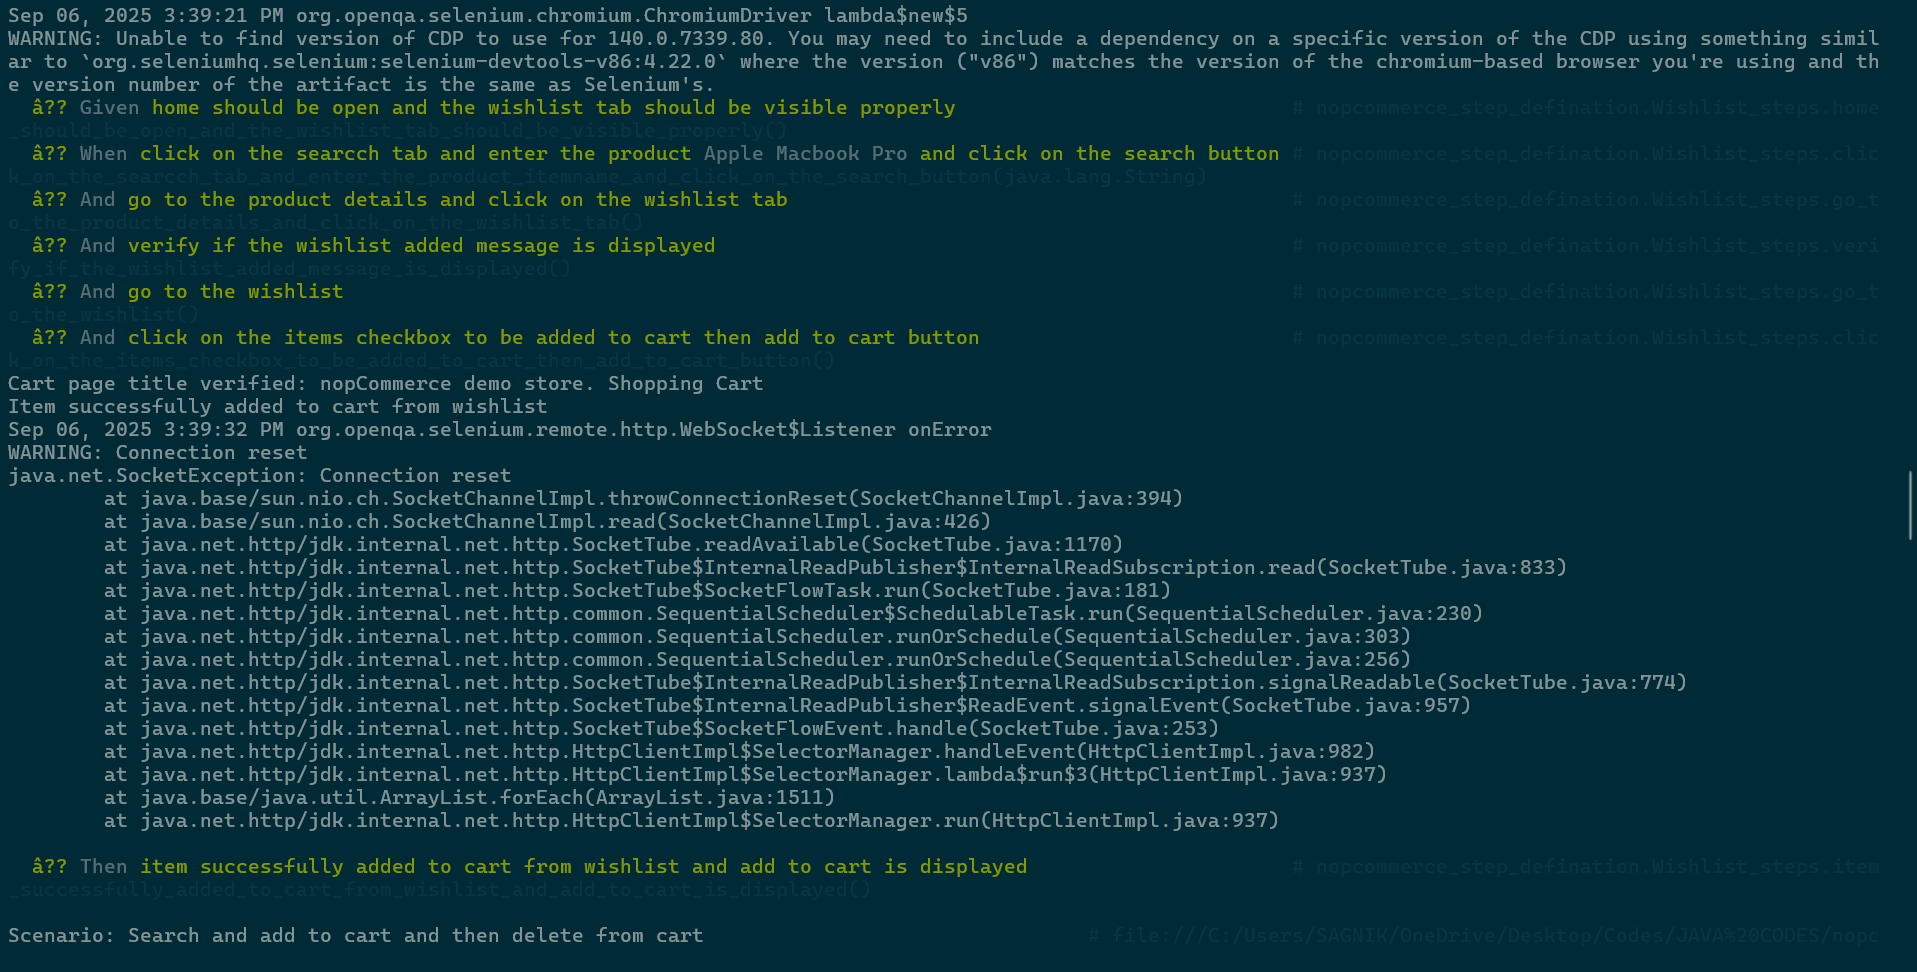 Sep 06, 2025 3:39:21 PM org.openqa.selenium.chromium.ChromiumDriver lambda$new$5
WARNING: Unable to find version of CDP to use for 140.0.7339.80. You may need to include a dependency on a specific version of the CDP using something simil
ar to `org.seleniumhq.selenium:selenium-devtools-v86:4.22.0` where the version ("v86") matches the version of the chromium-based browser you're using and th
e version number of the artifact is the same as Selenium's.
  â?? Given home should be open and the wishlist tab should be visible properly # nopcommerce_step_defination.Wishlist_steps.home
_should_be_open_and_the_wishlist_tab_should_be_visible_properly()
  â?? When click on the searcch tab and enter the product Apple Macbook Pro and click on the search button # nopcommerce_step_defination.Wishlist_steps.clic
k_on_the_searcch_tab_and_enter_the_product_itemname_and_click_on_the_search_button(java.lang.String)
  â?? And go to the product details and click on the wishlist tab # nopcommerce_step_defination.Wishlist_steps.go_t
o_the_product_details_and_click_on_the_wishlist_tab()
  â?? And verify if the wishlist added message is displayed # nopcommerce_step_defination.Wishlist_steps.veri
fy_if_the_wishlist_added_message_is_displayed()
  â?? And go to the wishlist # nopcommerce_step_defination.Wishlist_steps.go_t
o_the_wishlist()
  â?? And click on the items checkbox to be added to cart then add to cart button # nopcommerce_step_defination.Wishlist_steps.clic
k_on_the_items_checkbox_to_be_added_to_cart_then_add_to_cart_button()
Cart page title verified: nopCommerce demo store. Shopping Cart
Item successfully added to cart from wishlist
Sep 06, 2025 3:39:32 PM org.openqa.selenium.remote.http.WebSocket$Listener onError
WARNING: Connection reset
java.net.SocketException: Connection reset
        at java.base/sun.nio.ch.SocketChannelImpl.throwConnectionReset(SocketChannelImpl.java:394)
        at java.base/sun.nio.ch.SocketChannelImpl.read(SocketChannelImpl.java:426)
        at java.net.http/jdk.internal.net.http.SocketTube.readAvailable(SocketTube.java:1170)
        at java.net.http/jdk.internal.net.http.SocketTube$InternalReadPublisher$InternalReadSubscription.read(SocketTube.java:833)
        at java.net.http/jdk.internal.net.http.SocketTube$SocketFlowTask.run(SocketTube.java:181)
        at java.net.http/jdk.internal.net.http.common.SequentialScheduler$SchedulableTask.run(SequentialScheduler.java:230)
        at java.net.http/jdk.internal.net.http.common.SequentialScheduler.runOrSchedule(SequentialScheduler.java:303)
        at java.net.http/jdk.internal.net.http.common.SequentialScheduler.runOrSchedule(SequentialScheduler.java:256)
        at java.net.http/jdk.internal.net.http.SocketTube$InternalReadPublisher$InternalReadSubscription.signalReadable(SocketTube.java:774)
        at java.net.http/jdk.internal.net.http.SocketTube$InternalReadPublisher$ReadEvent.signalEvent(SocketTube.java:957)
        at java.net.http/jdk.internal.net.http.SocketTube$SocketFlowEvent.handle(SocketTube.java:253)
        at java.net.http/jdk.internal.net.http.HttpClientImpl$SelectorManager.handleEvent(HttpClientImpl.java:982)
        at java.net.http/jdk.internal.net.http.HttpClientImpl$SelectorManager.lambda$run$3(HttpClientImpl.java:937)
        at java.base/java.util.ArrayList.forEach(ArrayList.java:1511)
        at java.net.http/jdk.internal.net.http.HttpClientImpl$SelectorManager.run(HttpClientImpl.java:937)
  â?? Then item successfully added to cart from wishlist and add to cart is displayed # nopcommerce_step_defination.Wishlist_steps.item
_successfully_added_to_cart_from_wishlist_and_add_to_cart_is_displayed()
Scenario: Search and add to cart and then delete from cart # file:///C:/Users/SAGNIK/OneDrive/Desktop/Codes/JAVA%20CODES/nopc